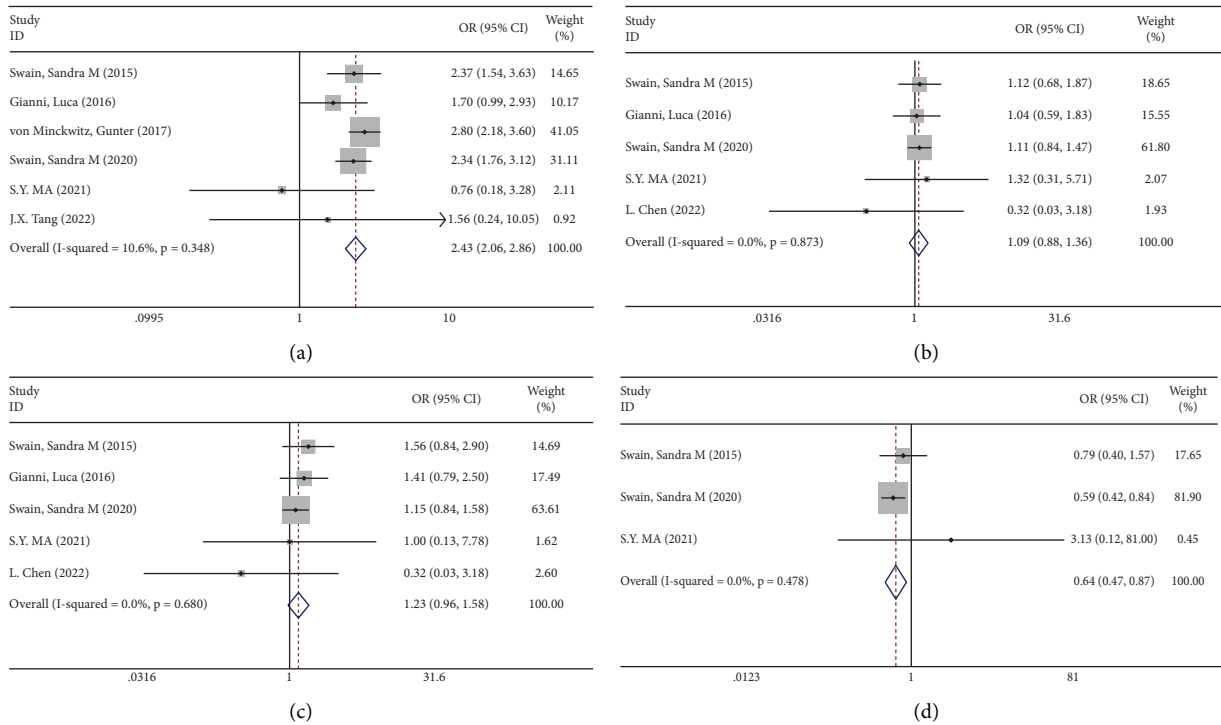 Study
ID
OR (95% CI)
Weight
(%)
Swain, Sandra M (2015) 2.37 (1.54, 3.63) 14.65
Gianni, Luca (2016) 1.70 (0.99, 2.93) 10.17
von Minckwitz, Gunter (2017) 2.80 (2.18, 3.60) 41.05
Swain, Sandra M (2020) 2.34 (1.76, 3.12) 31.11
S.Y. MA (2021) 0.76 (0.18, 3.28) 2.11
J.X. Tang (2022) 1.56 (0.24, 10.05) 0.92
Overall (I-squared = 10.6%, p = 0.348) 2.43 (2.06, 2.86) 100.00
.0995 1 10
(a)
Study
ID
OR (95% CI)
Weight
(%)
Swain, Sandra M (2015) 1.12 (0.68, 1.87) 18.65
Gianni, Luca (2016) 1.04 (0.59, 1.83) 15.55
Swain, Sandra M (2020) 1.11 (0.84, 1.47) 61.80
S.Y. MA (2021) 1.32 (0.31, 5.71) 2.07
L. Chen (2022) 0.32 (0.03, 3.18) 1.93
Overall (I-squared = 0.0%, p = 0.873) 1.09 (0.88, 1.36) 100.00
.0316 1 31.6
(b)
Study
ID
OR (95% CI)
Weight
(%)
Swain, Sandra M (2015) 1.56 (0.84, 2.90) 14.69
Gianni, Luca (2016) 1.41 (0.79, 2.50) 17.49
Swain, Sandra M (2020) 1.15 (0.84, 1.58) 63.61
S.Y. MA (2021) 1.00 (0.13, 7.78) 1.62
L. Chen (2022) 0.32 (0.03, 3.18) 2.60
Overall (I-squared = 0.0%, p = 0.680) 1.23 (0.96, 1.58) 100.00
.0316 1 31.6
(c)
Study
ID
OR (95% CI)
Weight
(%)
Swain, Sandra M (2015) 0.79 (0.40, 1.57) 17.65
Swain, Sandra M (2020) 0.59 (0.42, 0.84) 81.90
S.Y. MA (2021) 3.13 (0.12, 81.00) 0.45
Overall (I-squared = 0.0%, p = 0.478) 0.64 (0.47, 0.87) 100.00
.0123 1 81
(d)